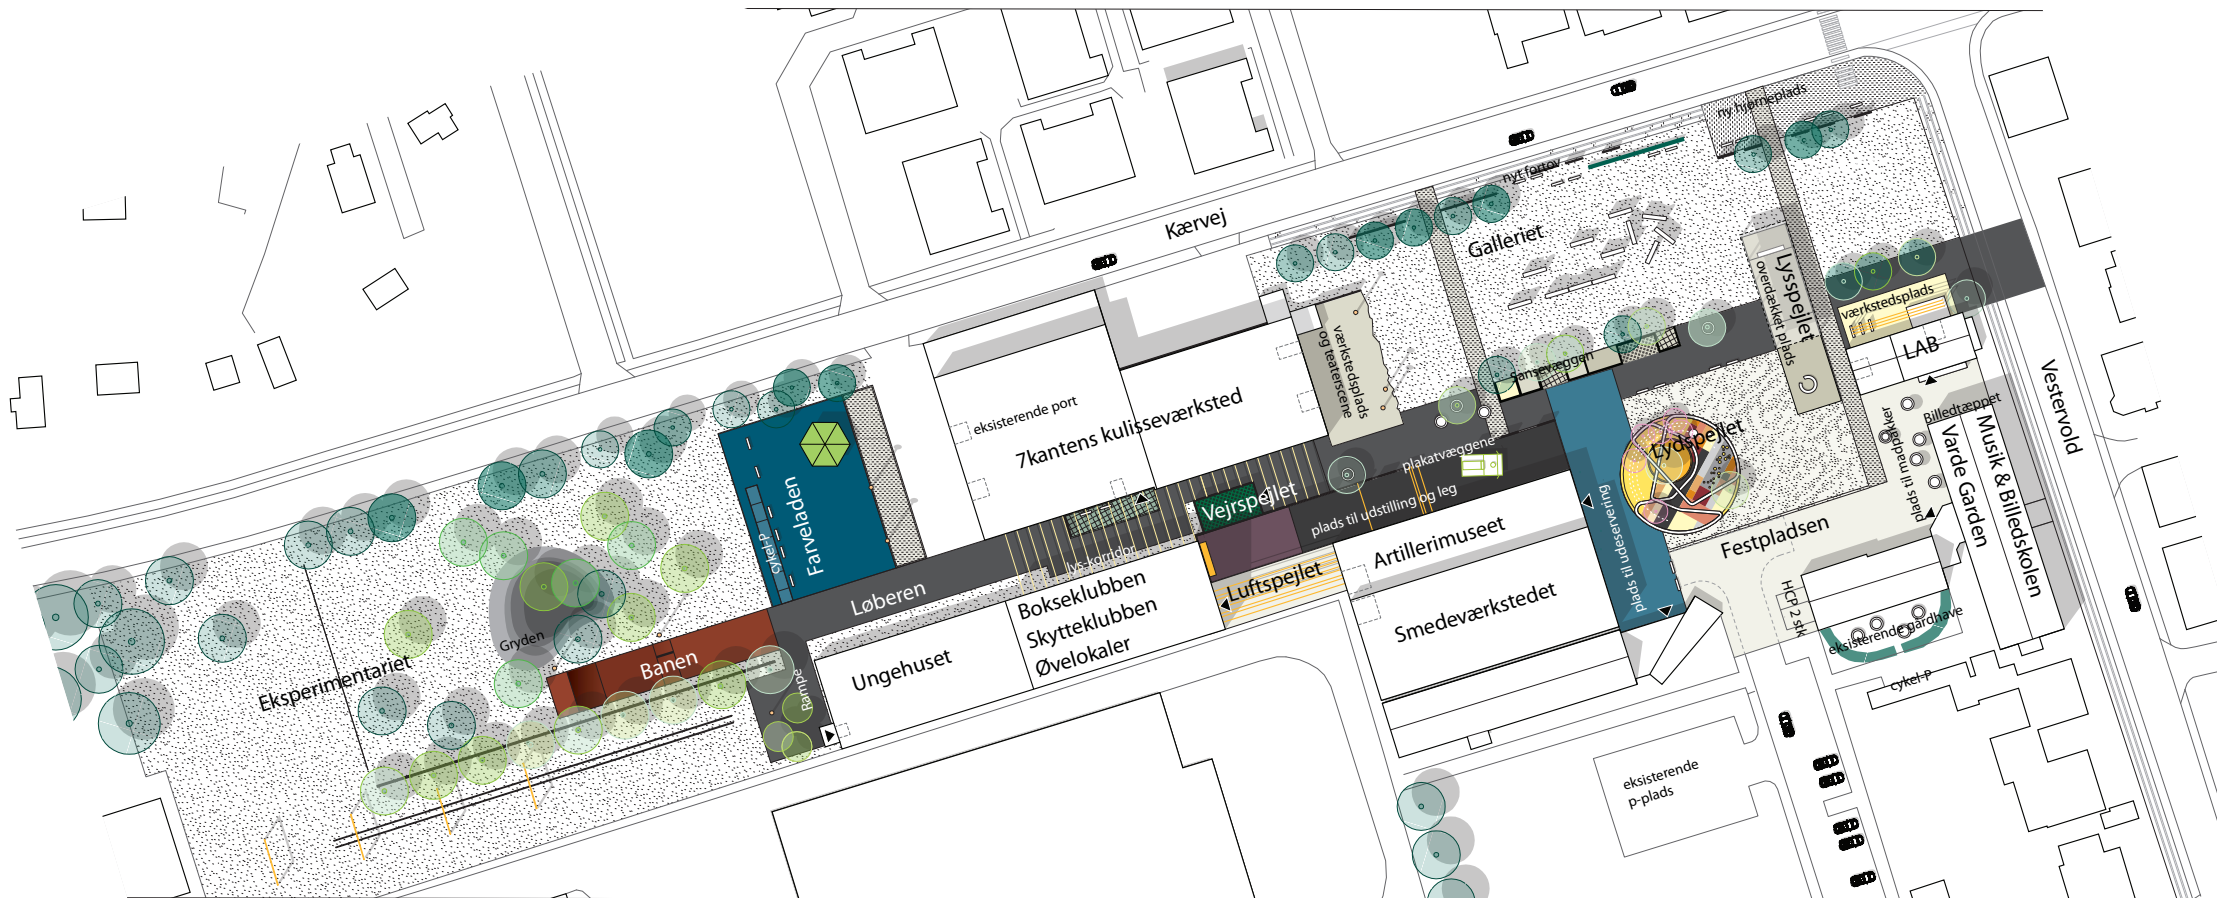 ny hjørneplads
nyt fortov
Kærvej
Galleriet
Lysspejlet
overdækket plads
værkstedsplads
LAB
Vestervold
værkstedsplads
og teaterscene
Sansevæggen
eksisterende port
7kantens kulisseværksted
Billedtæppet
plads til madpakker
Varde Garden
Musik & Billedskolen
Lydspejlet
plakatvæggene
plads til udstilling og leg
Vejrspejlet
plads til udeservering
Festpladsen
cykel-P
Farveladen
lys-korridor
Løberen
Artillerimuseet
Luftspejlet
Bokseklubben
Skytteklubben
Øvelokaler
Smedeværkstedet
HCP 2 stk
eksisterende gårdhave
cykel-P
Gryden
Eksperimentariet
Banen
Rampe
Ungehuset
eksisterende
p-plads